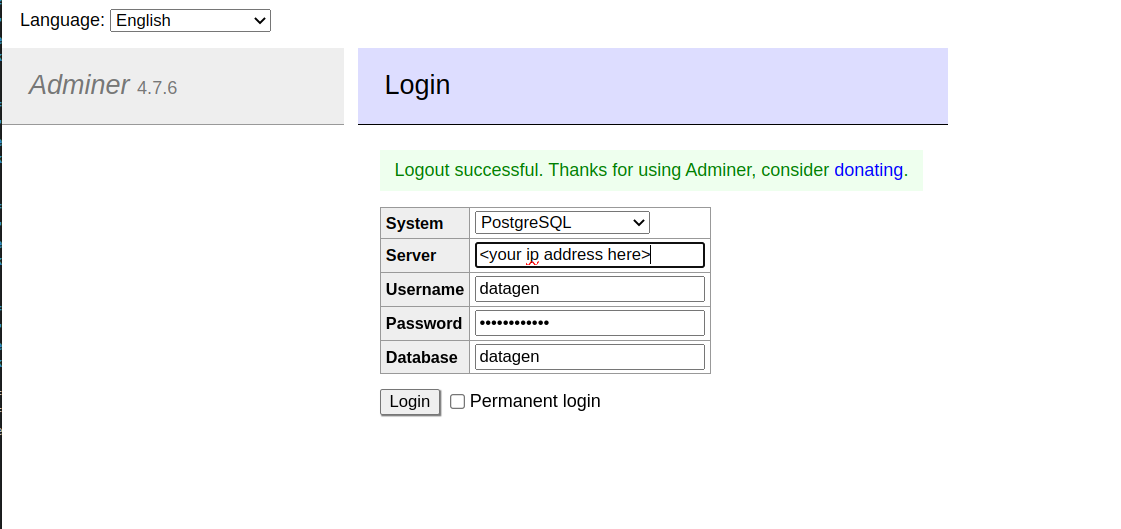 Language: English
Adminer 4.7.6
Login
Logout successful. Thanks for using Adminer, consider donating.
System PostgreSQL
Server <your ip address here>
Username datagen
Password ••••••••••••
Database datagen
Login Permanent login